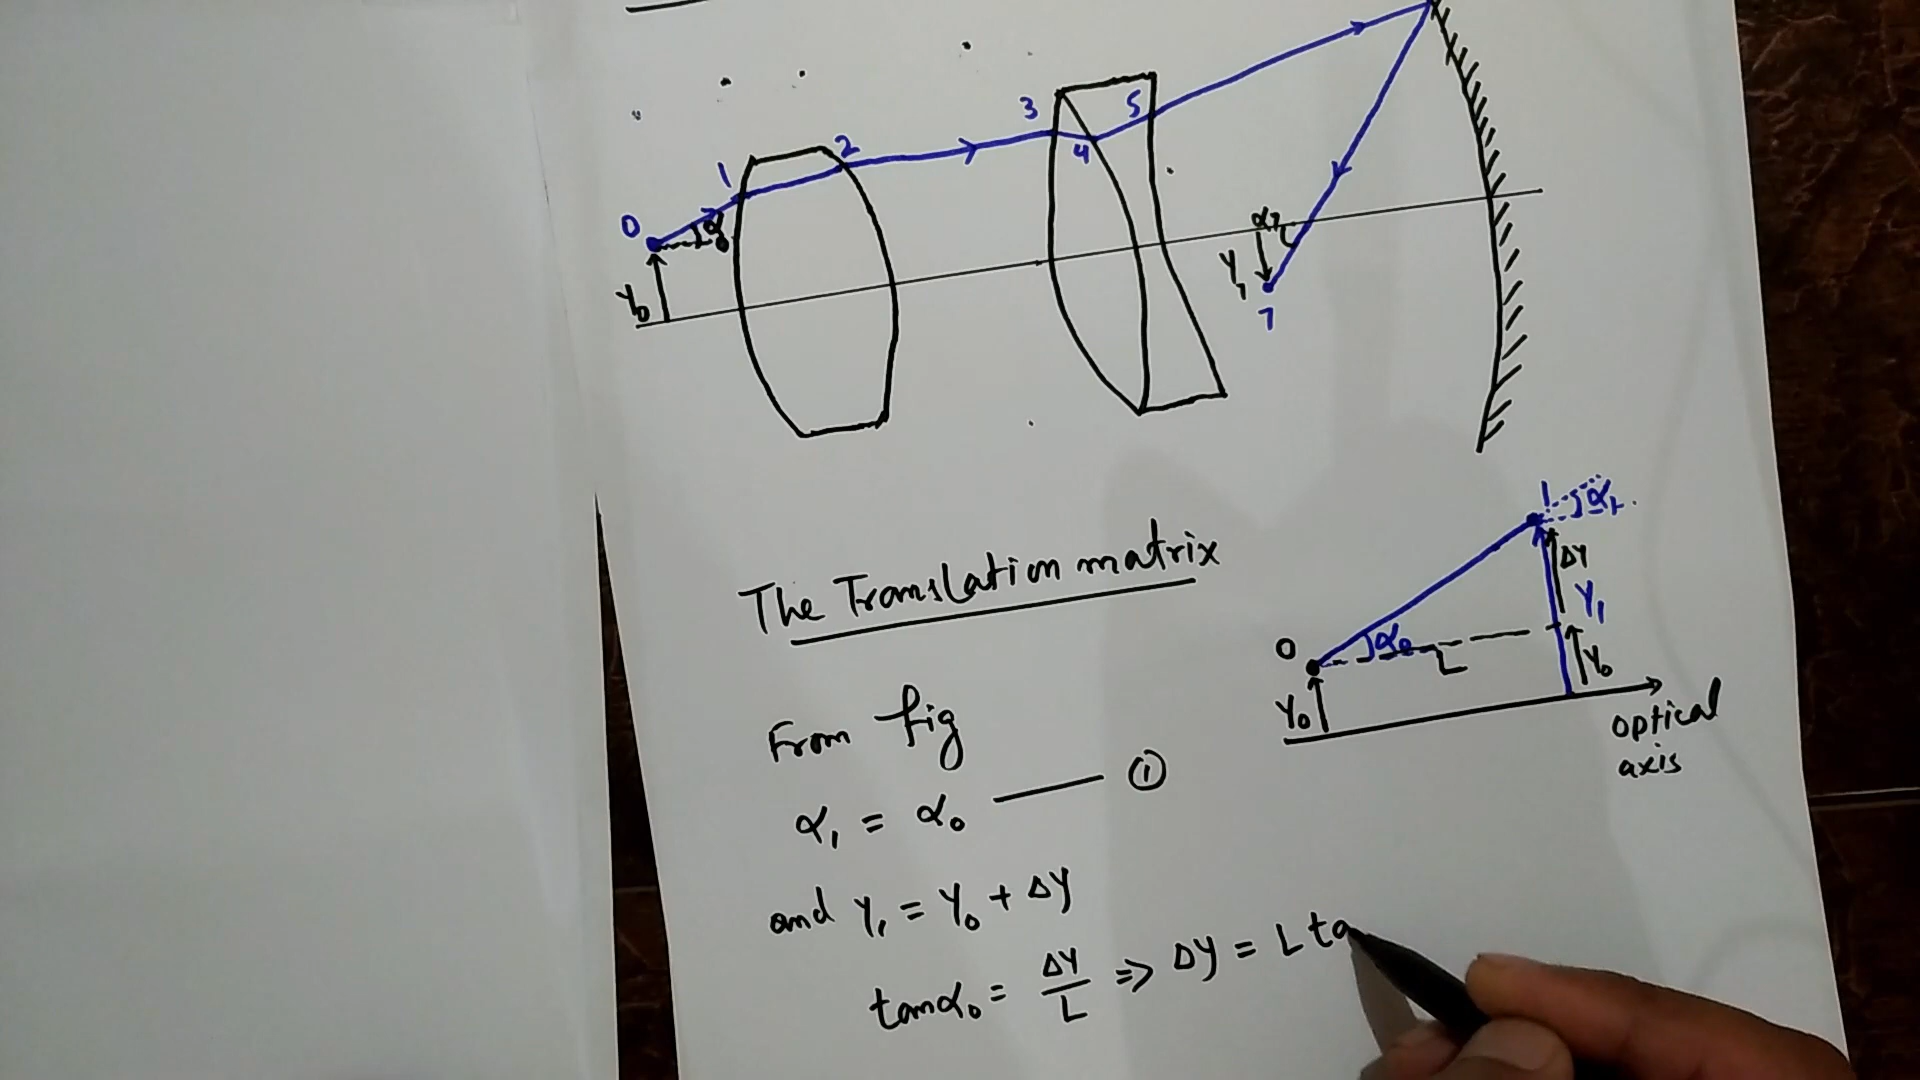 0
1
2
3
4
5
α₀
Y₀
α₇
Y₇
7
The Translation matrix
From fig
α₁ = α₀ —— ①
and Y₁ = Y₀ + ΔY
tanα₀ = ΔY/L ⇒ ΔY = L ta
1
α₁
ΔY
Y₁
0
α₀
L
Y₀
Y₀
optical
axis